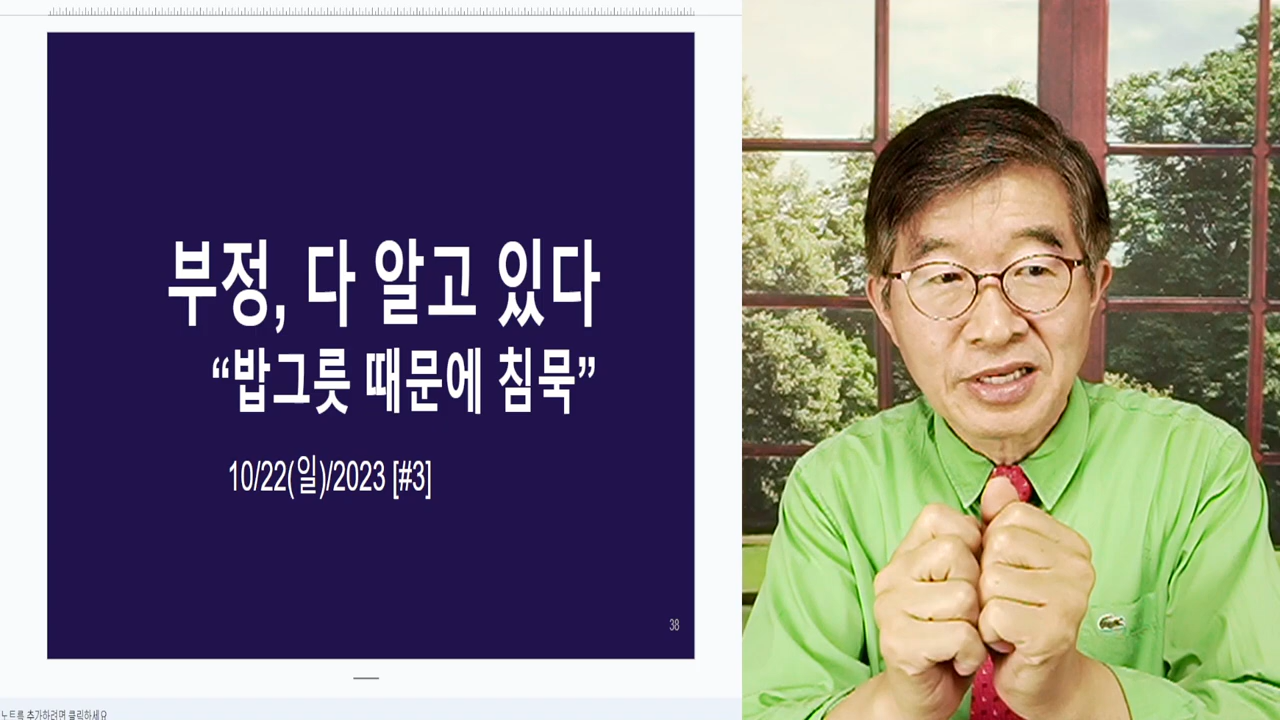 부정, 다 알고 있다
“밥그릇 때문에 침묵”
10/22(일)/2023 [#3]
38
노트를 추가하려면 클릭하세요